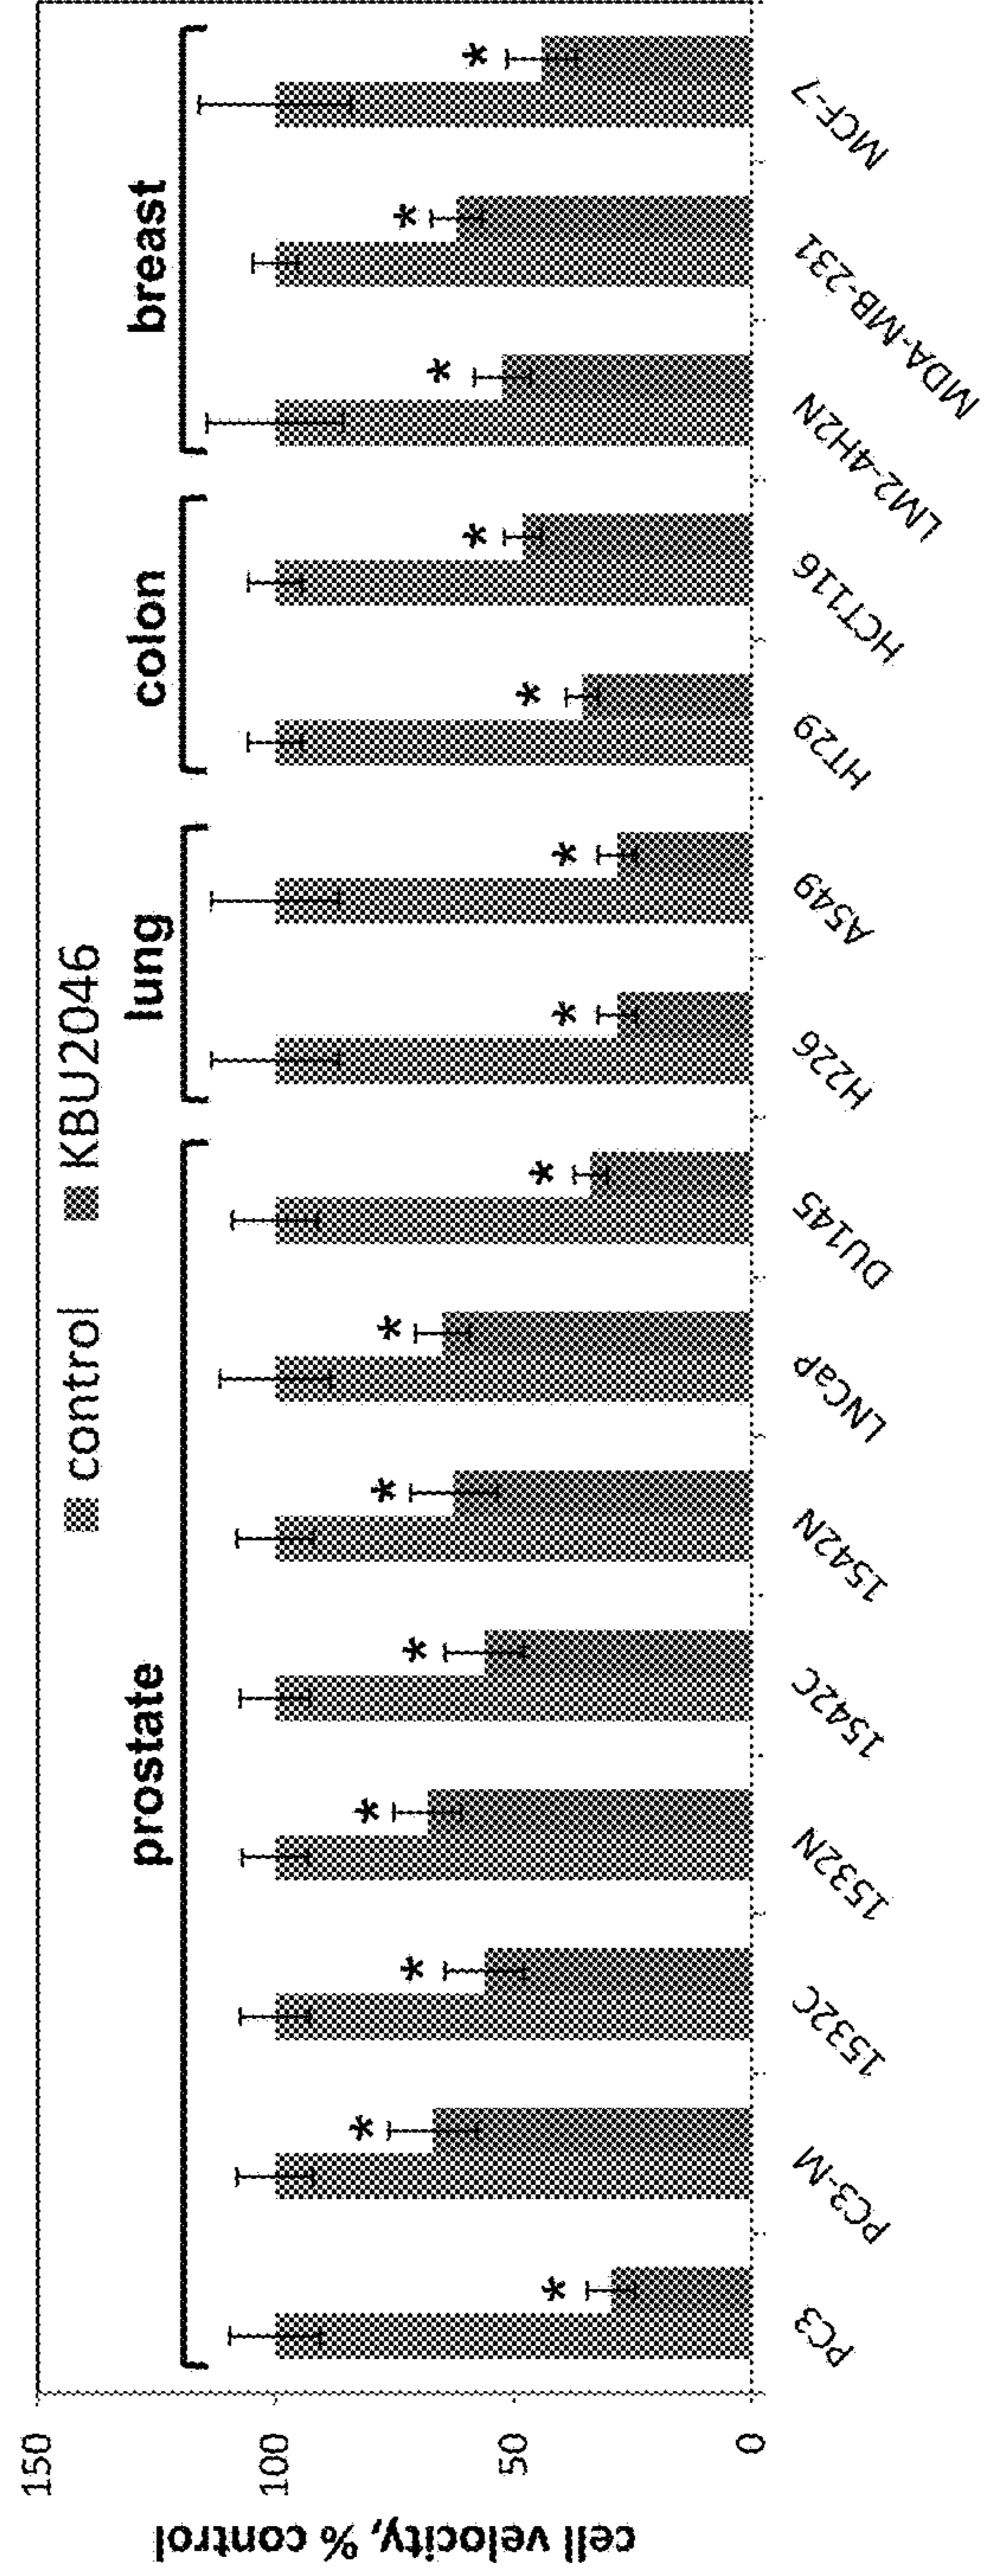 control KBU2046
prostate lung colon breast
* * * * * * * * * * * * * * *
cell velocity, % control
150
100
50
0
PC3 PC3-M 1532C 1532N 1542C 1542N LNCaP DU145 H226 A549 HT29 HCT116 LM2-4H2N MDA-MB-231 MCF-7